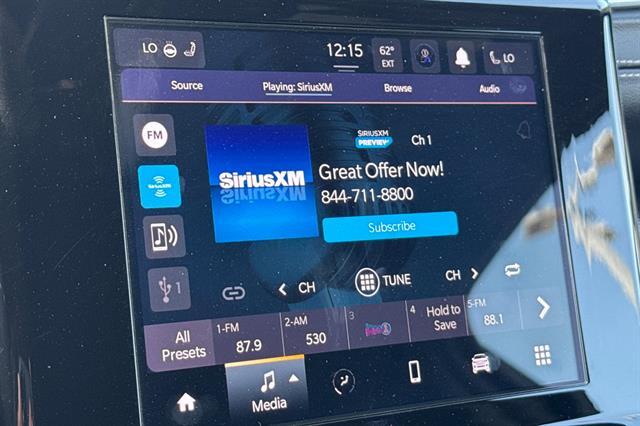 LO
12:15
62°
EXT
LO
Source
Playing: SiriusXM
Browse
Audio
FM
SIRIUSXM
PREVIEW
Ch 1
SiriusXM
SiriusXM
Great Offer Now!
844-711-8800
Subscribe
1
CH
TUNE
CH
All
Presets
1-FM
87.9
2-AM
530
3
4
Hold to
Save
5-FM
88.1
Media